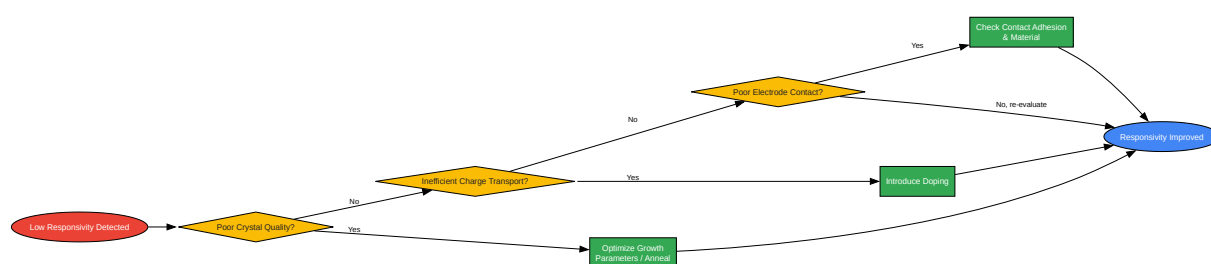 Check Contact Adhesion
& Material
Yes
Poor Electrode Contact?
No, re-evaluate
No
Responsivity Improved
Inefficient Charge Transport?
Yes
Introduce Doping
No
Low Responsivity Detected
Poor Crystal Quality?
Yes
Optimize Growth
Parameters / Anneal